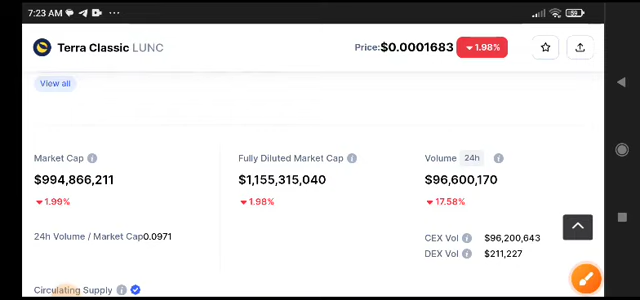 7:23 AM
Terra Classic LUNC
Price:$0.0001683 1.98%
View all
Market Cap
$994,866,211
1.99%
24h Volume / Market Cap0.0971
Fully Diluted Market Cap
$1,155,315,040
1.98%
Volume 24h
$96,600,170
17.58%
CEX Vol $96,200,643
DEX Vol $211,227
Circulating Supply